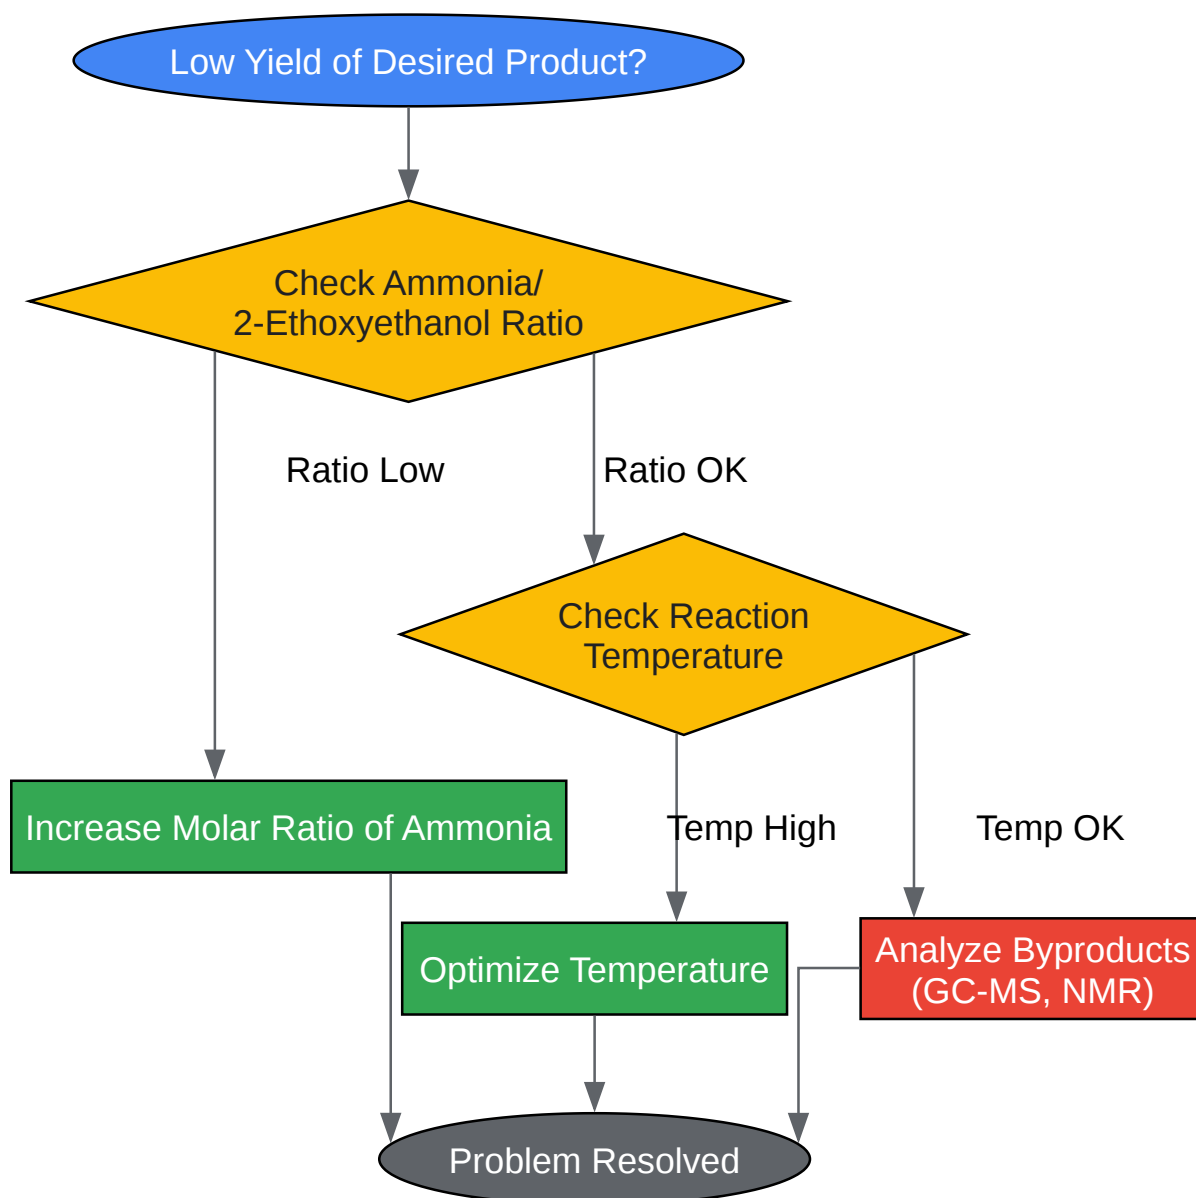 Low Yield of Desired Product?
Check Ammonia/
2-Ethoxyethanol Ratio
Ratio Low
Ratio OK
Check Reaction
Temperature
Increase Molar Ratio of Ammonia
Temp High
Temp OK
Optimize Temperature
Analyze Byproducts
(GC-MS, NMR)
Problem Resolved